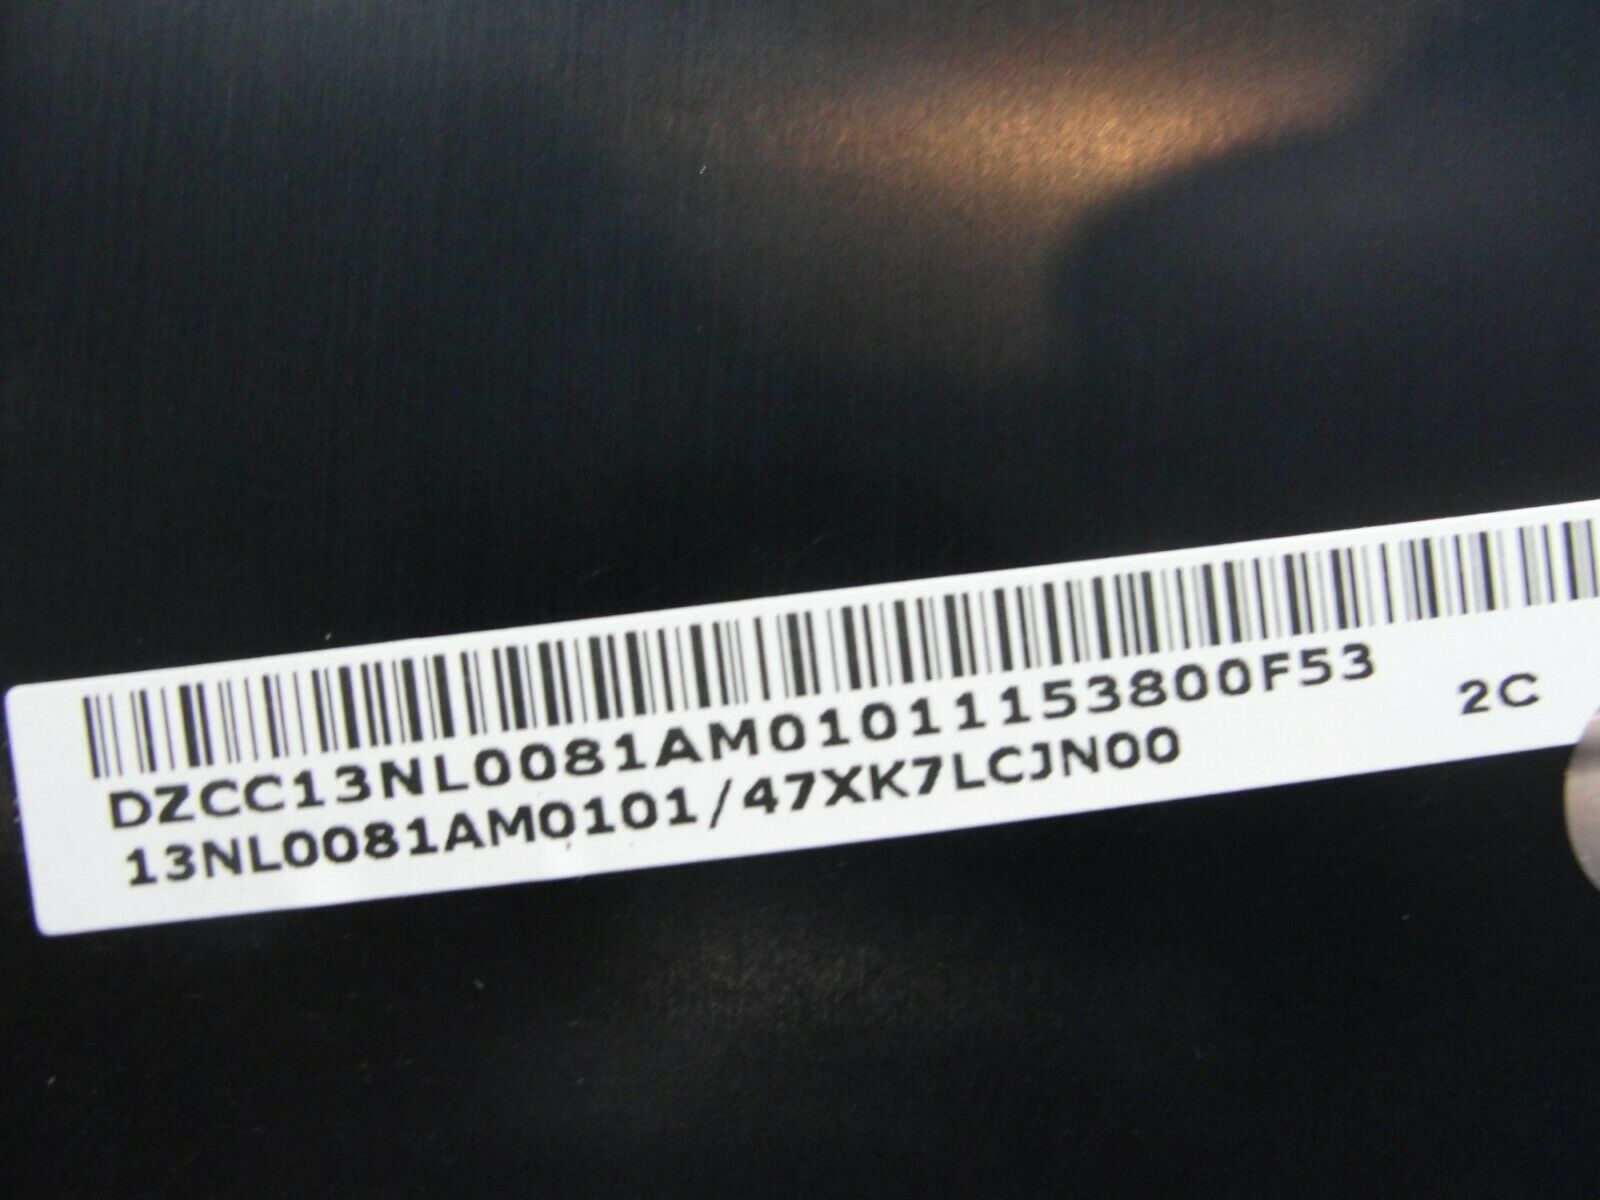 DZCC13NL0081AM01011153800F53
13NL0081AM0101/47XK7LCJN00 2C